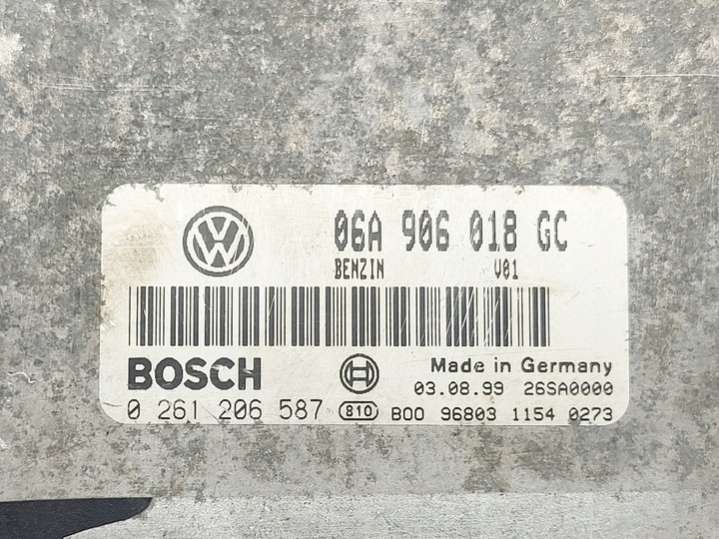 06A 906 018 GC
BENZIN V01
BOSCH Made in Germany
03.08.99 26SA0000
0 261 206 587 810 B00 96803 1154 0273